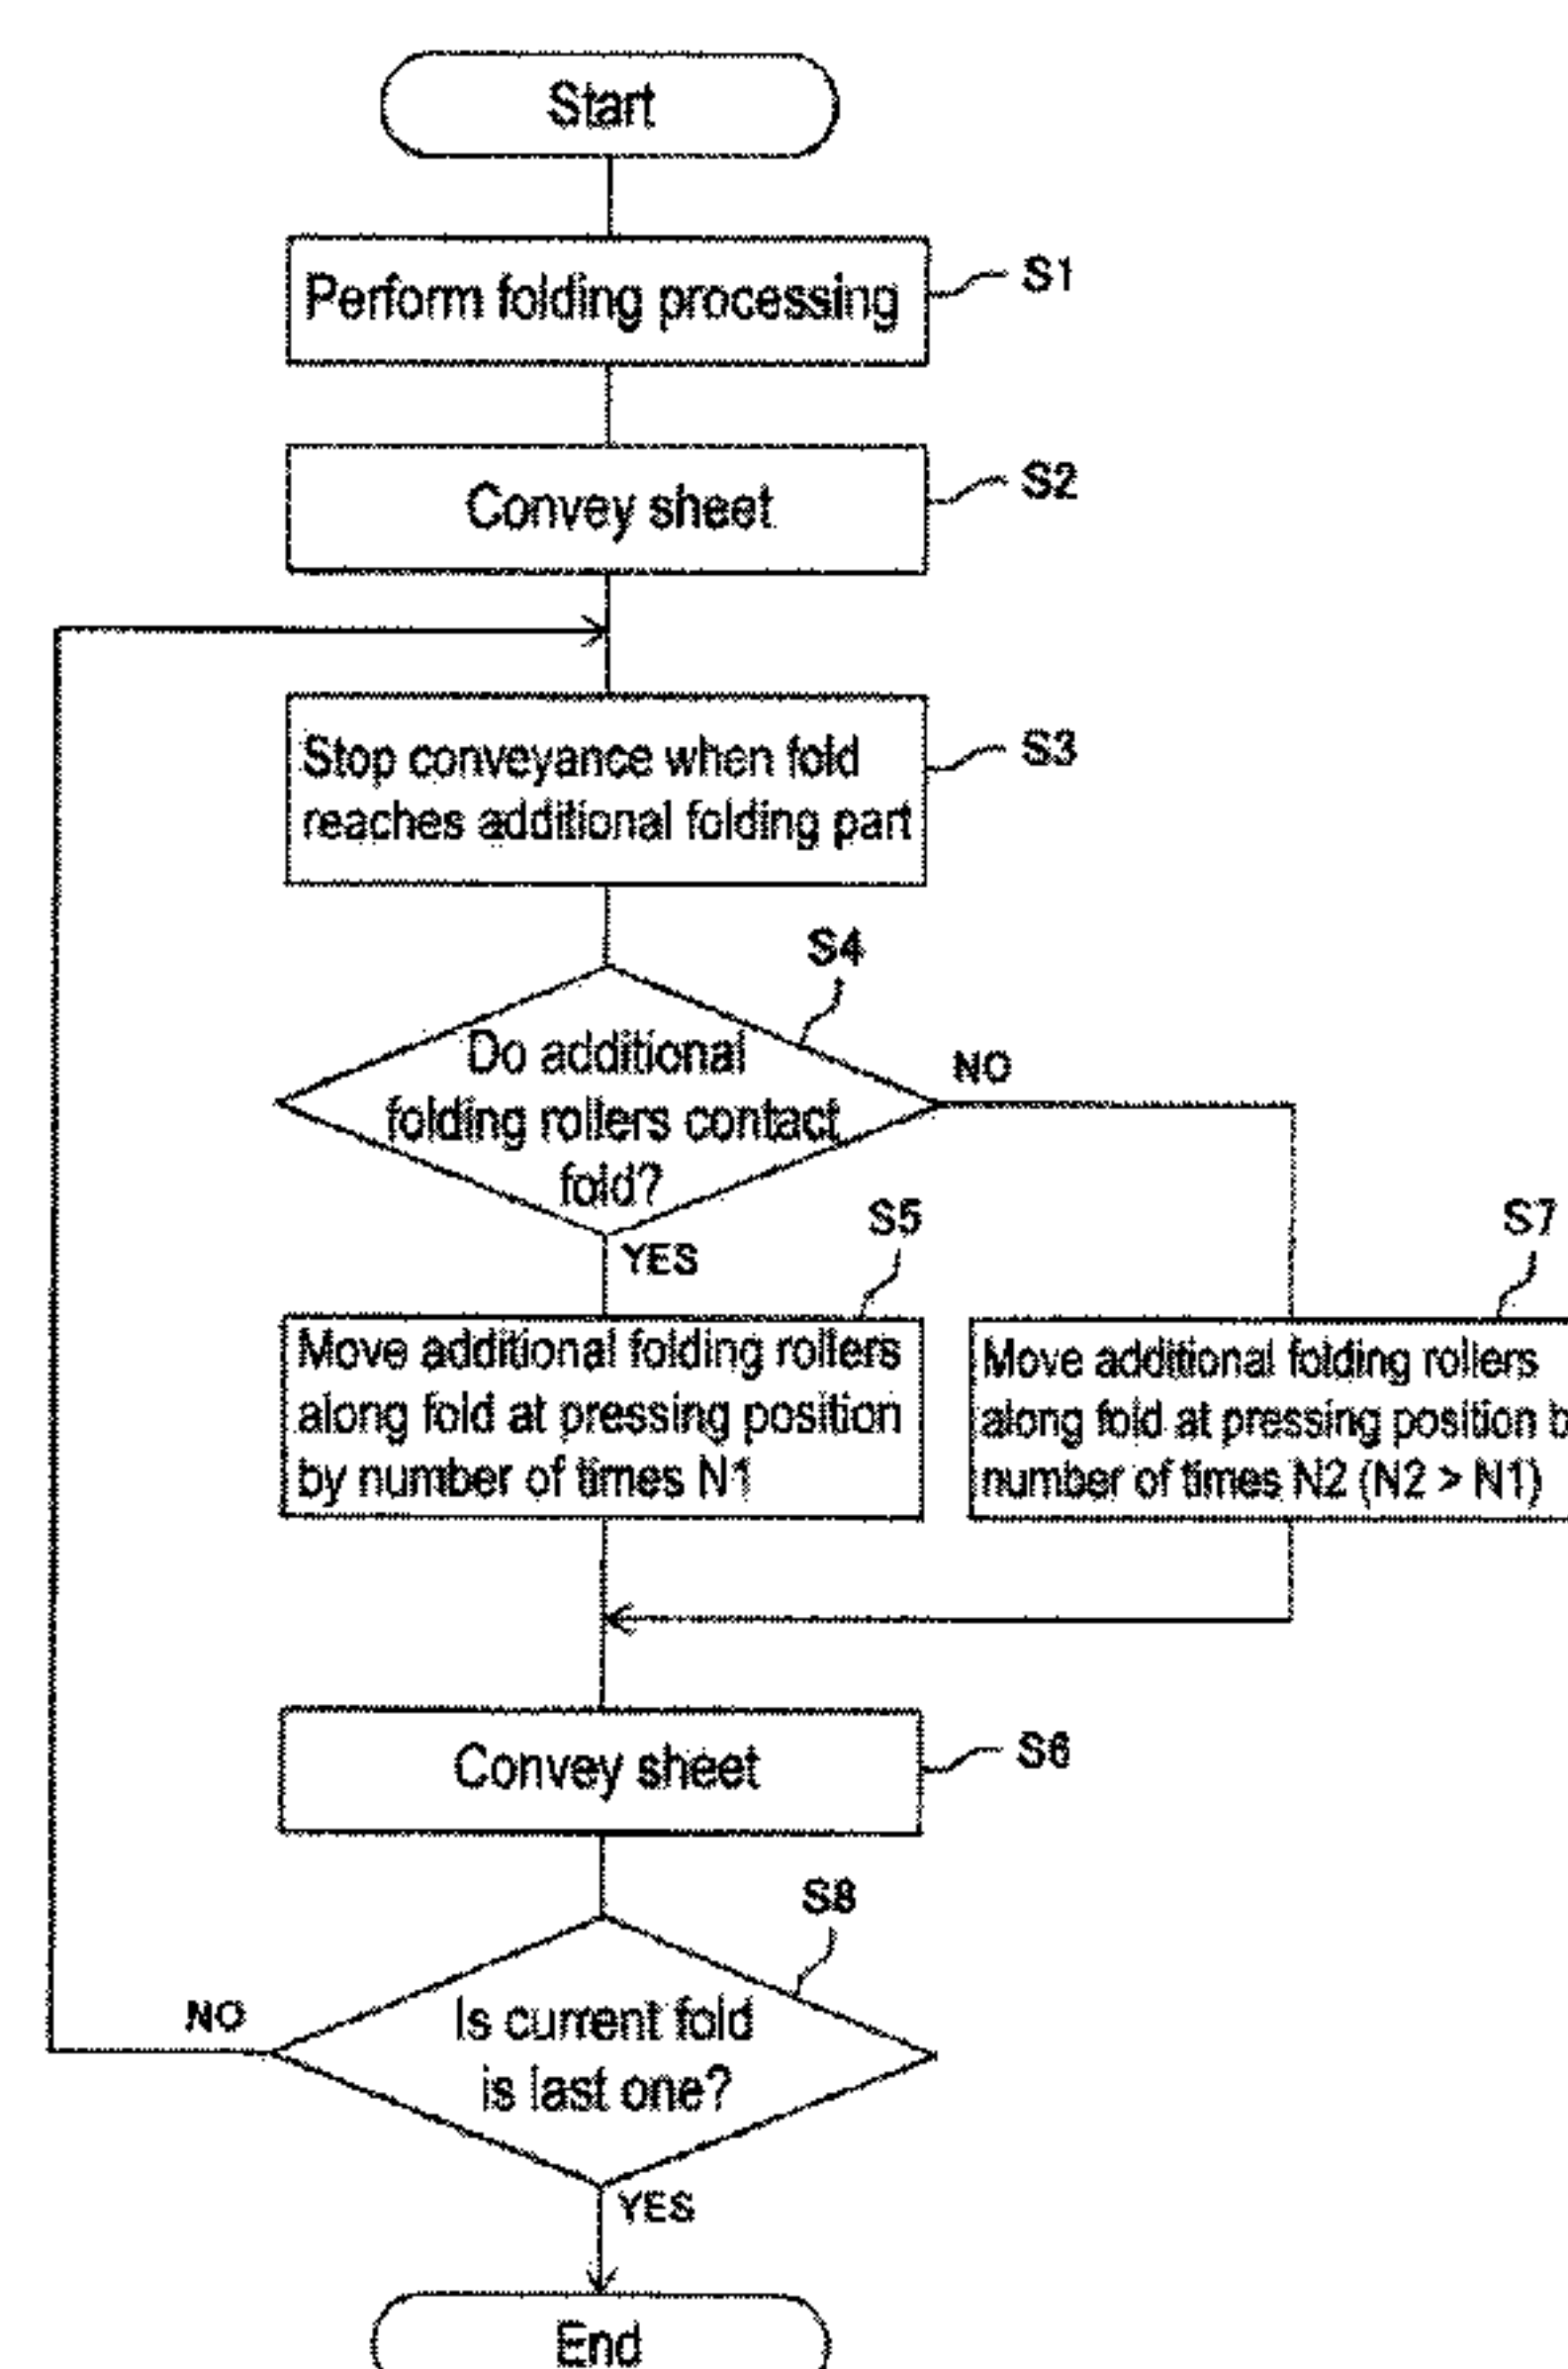 Start
Perform folding processing
S1
Convey sheet
S2
Stop conveyance when fold
reaches additional folding part
S3
S4
Do additional
folding rollers contact
fold?
NO
YES
S5
Move additional folding rollers
along fold at pressing position
by number of times N1
S7
Move additional folding rollers
along fold at pressing position
number of times N2 (N2 > N1)
Convey sheet
S6
S8
Is current fold
is last one?
NO
YES
End